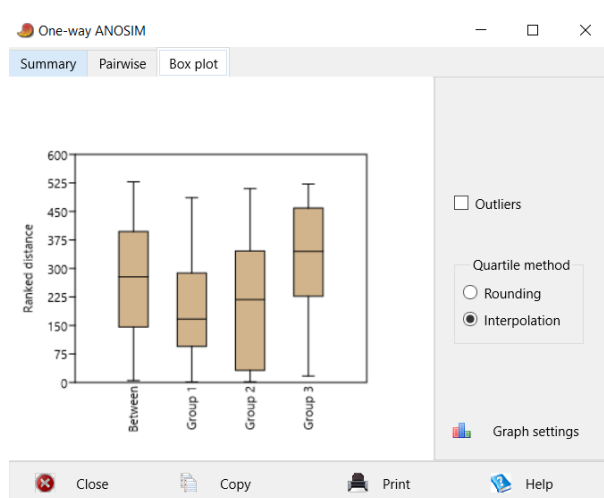 One-way ANOSIM
Summary Pairwise Box plot
600
525
450
375
300
225
150
75
0
Ranked distance
Between
Group 1
Group 2
Group 3
Outliers
Quartile method
Rounding
Interpolation
Graph settings
Close Copy Print Help